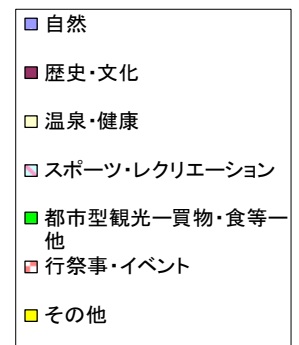 自然
歴史・文化
温泉・健康
スポーツ・レクリエーション
都市型観光ー買物・食等ー
他
行祭事・イベント
その他